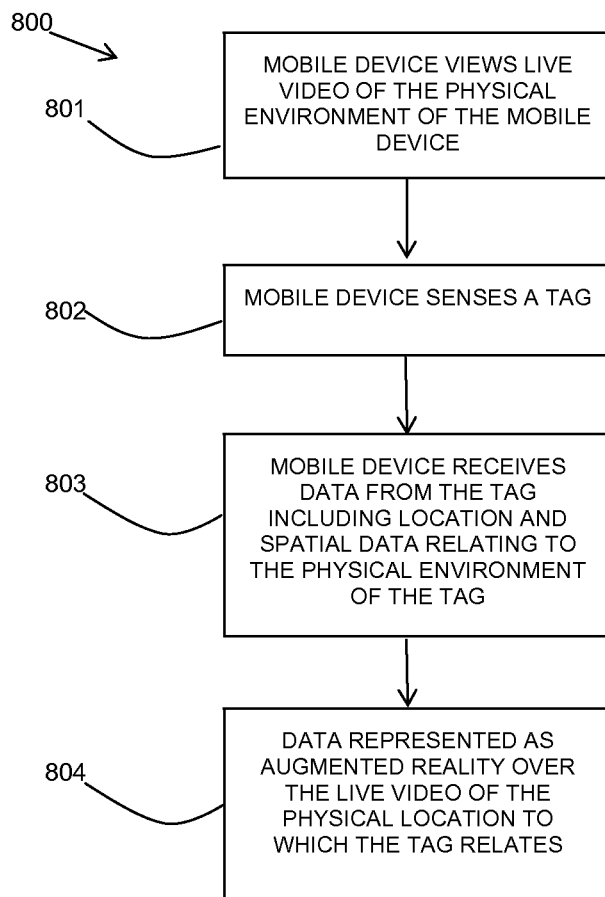 800
801
MOBILE DEVICE VIEWS LIVE
VIDEO OF THE PHYSICAL
ENVIRONMENT OF THE MOBILE
DEVICE
802
MOBILE DEVICE SENSES A TAG
803
MOBILE DEVICE RECEIVES
DATA FROM THE TAG
INCLUDING LOCATION AND
SPATIAL DATA RELATING TO
THE PHYSICAL ENVIRONMENT
OF THE TAG
804
DATA REPRESENTED AS
AUGMENTED REALITY OVER
THE LIVE VIDEO OF THE
PHYSICAL LOCATION TO
WHICH THE TAG RELATES